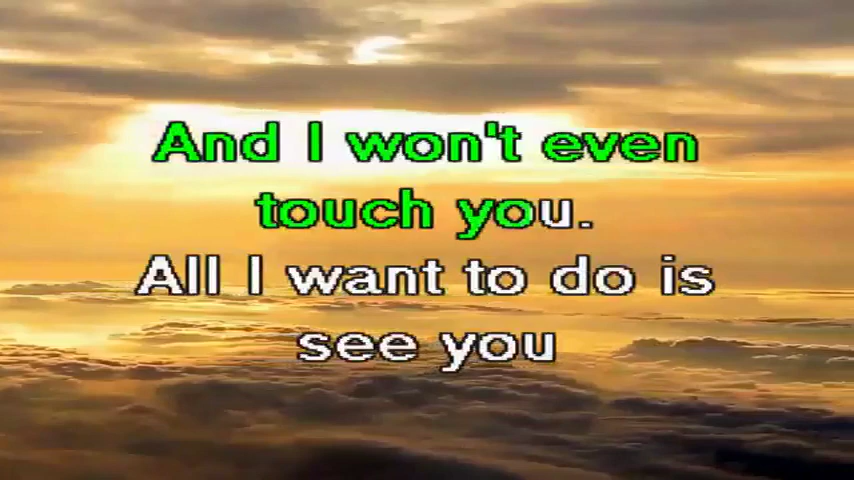 And I won't even
touch you.
All I want to do is
see you